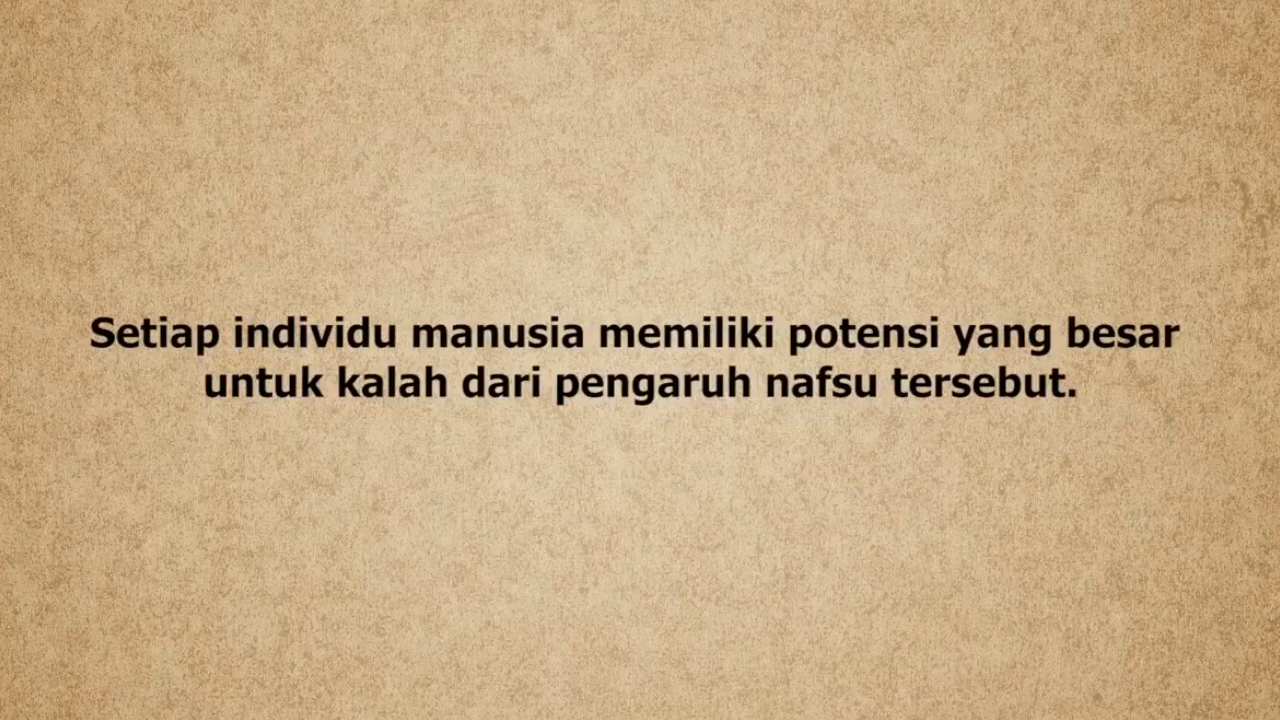 Setiap individu manusia memiliki potensi yang besar
untuk kalah dari pengaruh nafsu tersebut.